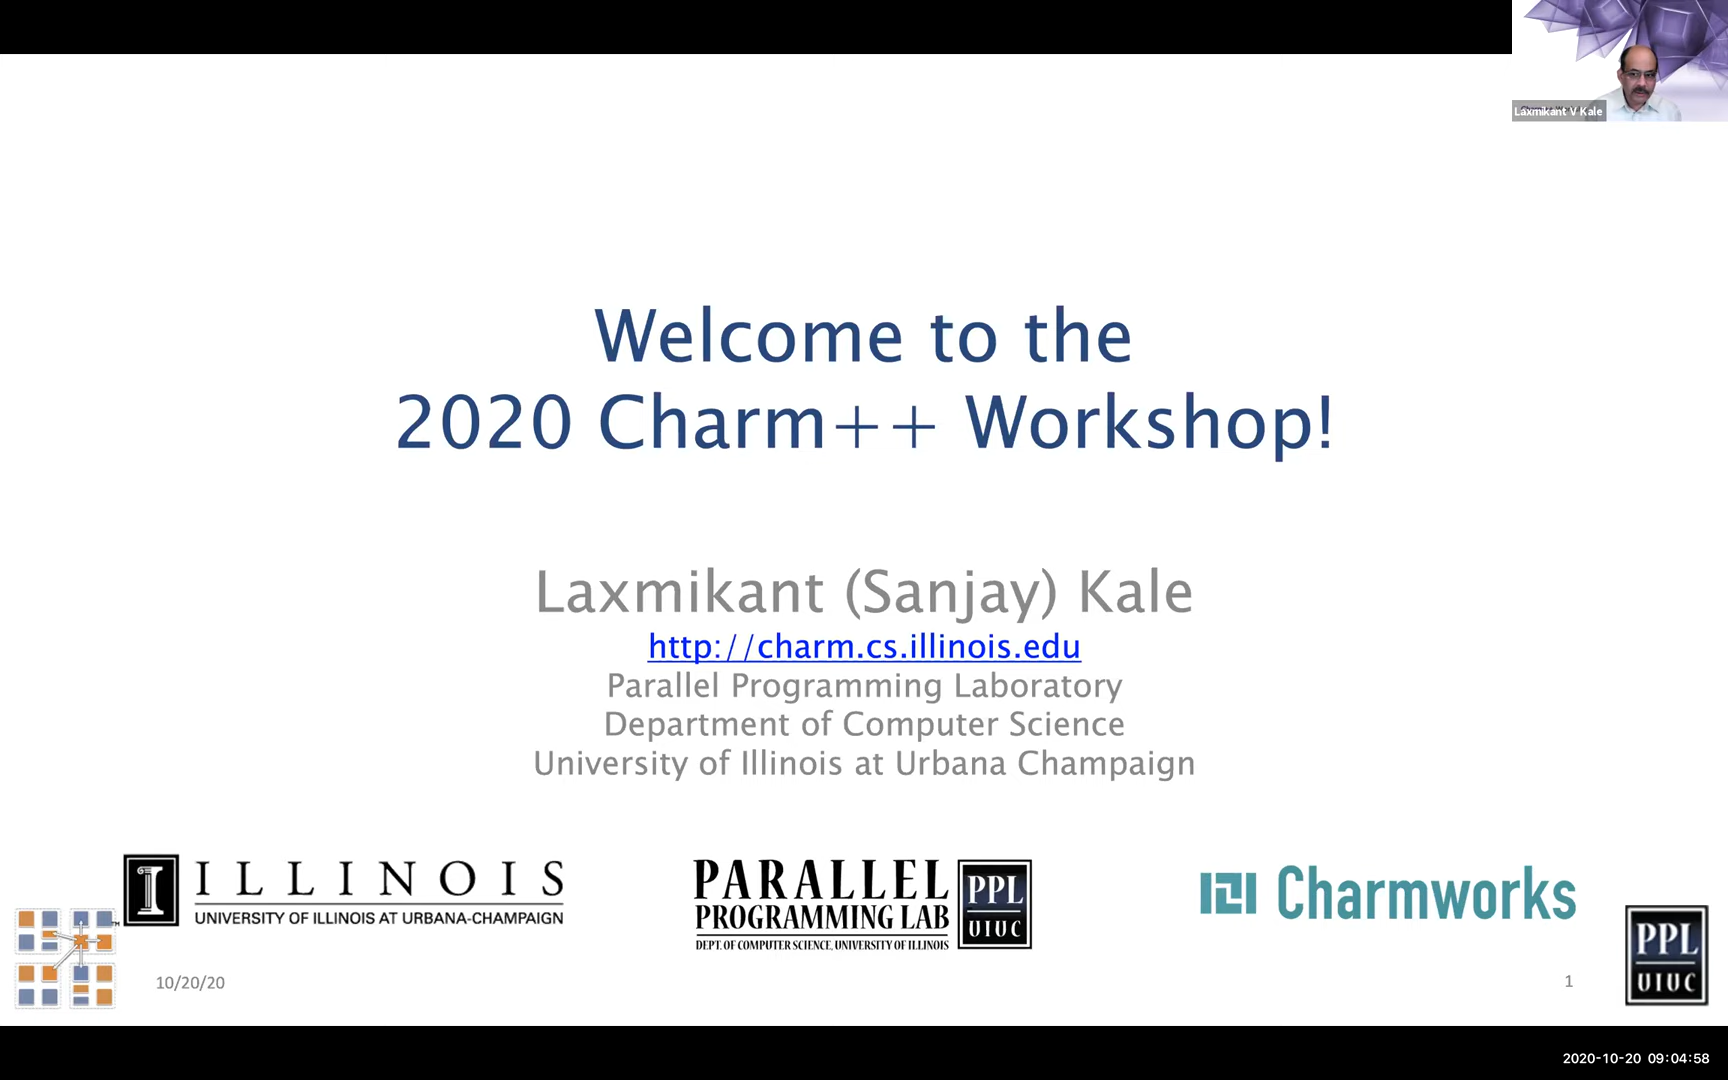 Laxmikant V Kale
Welcome to the
2020 Charm++ Workshop!
Laxmikant (Sanjay) Kale
http://charm.cs.illinois.edu
Parallel Programming Laboratory
Department of Computer Science
University of Illinois at Urbana Champaign
I ILLINOIS
UNIVERSITY OF ILLINOIS AT URBANA-CHAMPAIGN
PARALLEL
PROGRAMMING LAB
DEPT. OF COMPUTER SCIENCE, UNIVERSITY OF ILLINOIS
PPL
UIUC
Charmworks
PPL
UIUC
TM
10/20/20
1
2020-10-20 09:04:58